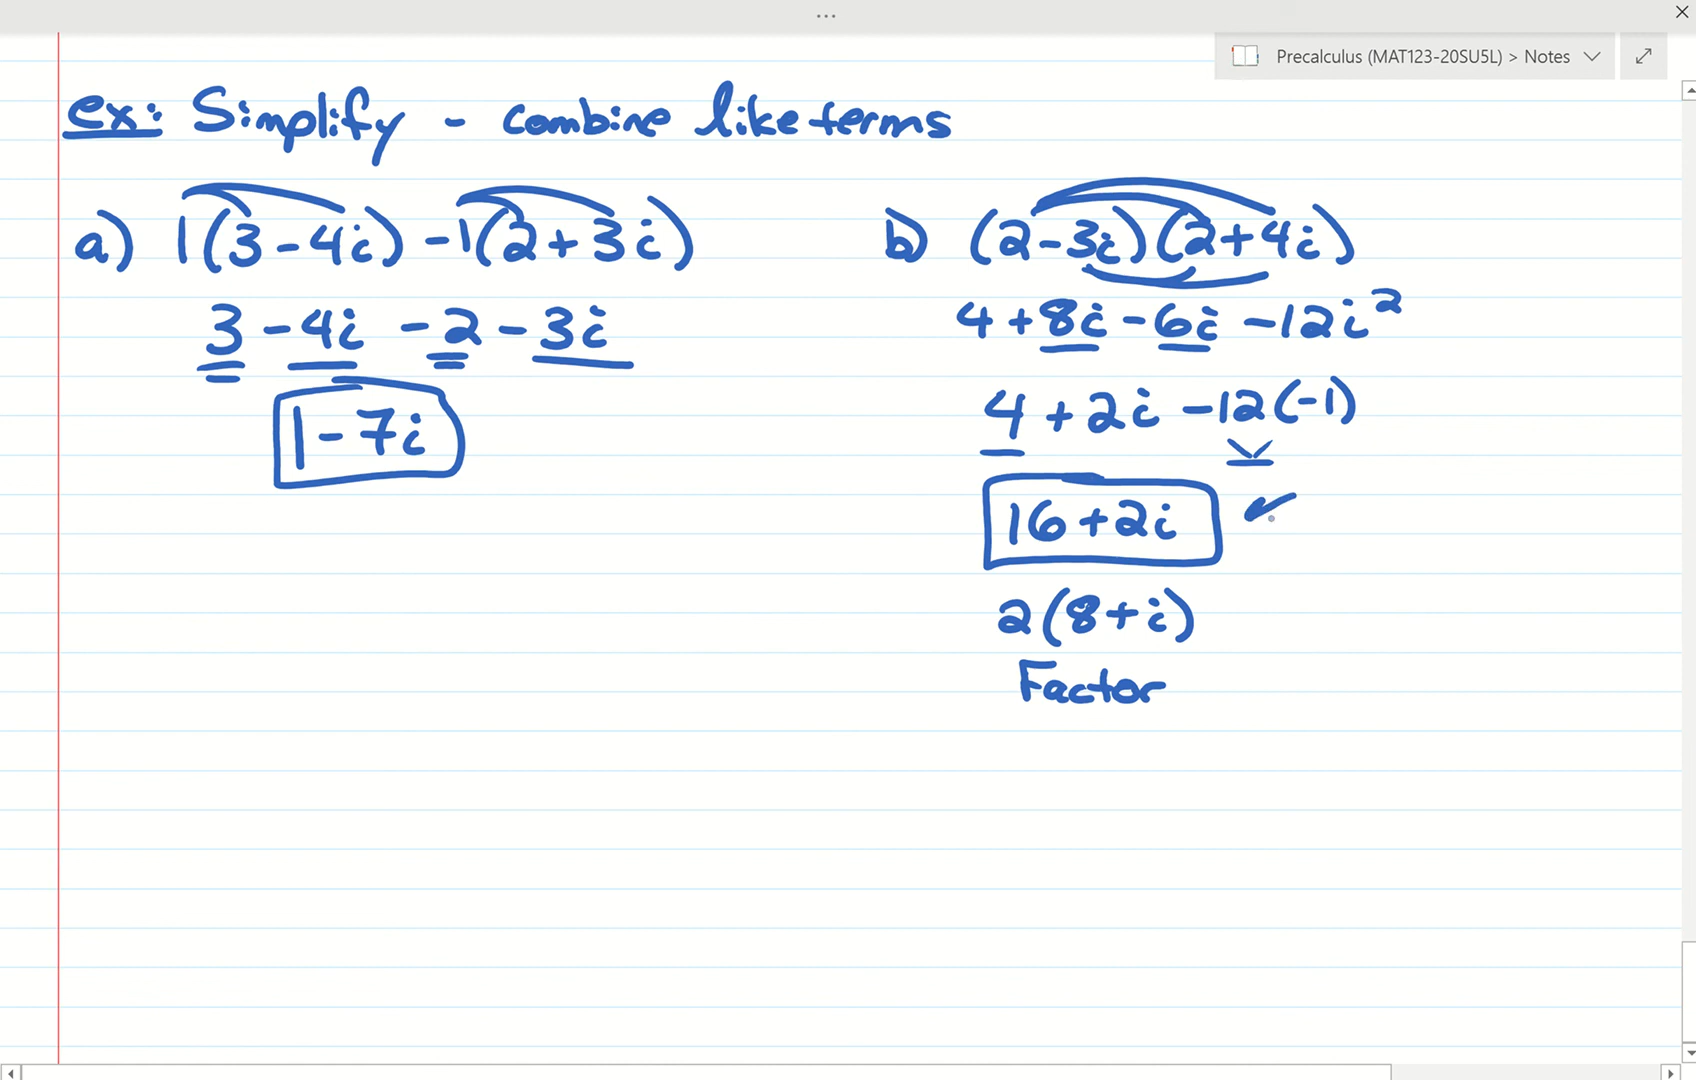 ...
Precalculus (MAT123-20SU5L) > Notes
ex: Simplify - combine like terms
a) 1(3-4i) -1(2+3i)
3 - 4i - 2 - 3i
1 - 7i
b) (2-3i)(2+4i)
4 + 8i - 6i - 12i²
4 + 2i - 12(-1)
16 + 2i
2(8+i)
Factor